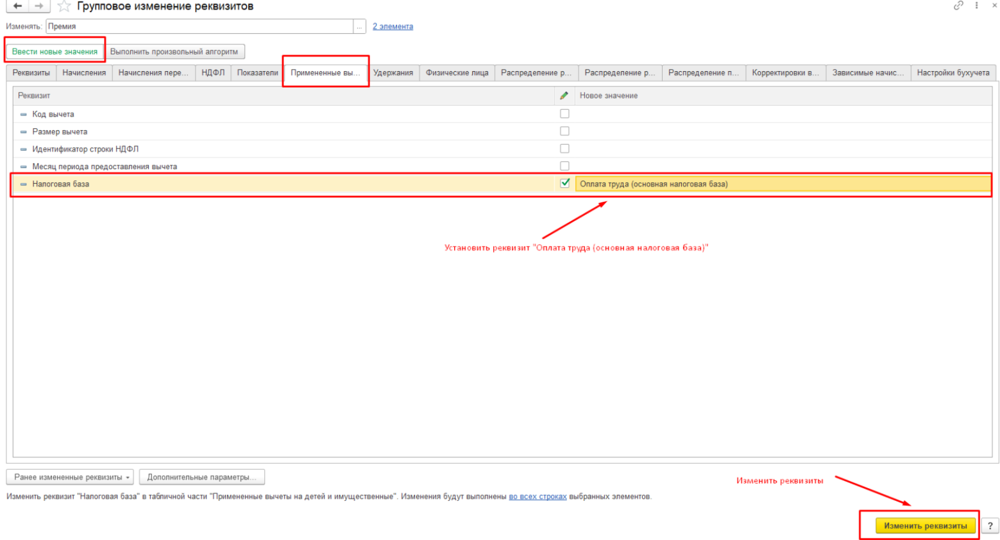 Групповое изменение реквизитов
Изменять: Премия ... 2 элемента
Ввести новые значения Выполнить произвольный алгоритм
Реквизиты Начисления Начисления пере... НДФЛ Показатели Примененные вы... Удержания Физические лица Распределение р... Распределение р... Распределение п... Корректировки в... Зависимые начис... Настройки бухучета
Реквизит Новое значение
Код вычета
Размер вычета
Идентификатор строки НДФЛ
Месяц периода предоставления вычета
Налоговая база Оплата труда (основная налоговая база)
Установить реквизит "Оплата труда (основная налоговая база)"
Ранее измененные реквизиты Дополнительные параметры...
Изменить реквизиты
Изменить реквизит "Налоговая база" в табличной части "Примененные вычеты на детей и имущественные". Изменения будут выполнены во всех строках выбранных элементов.
Изменить реквизиты ?